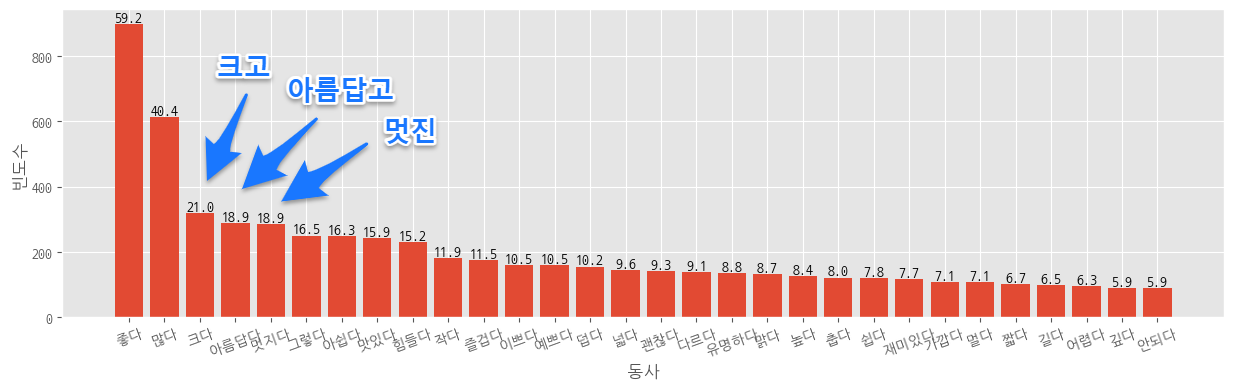 59.2
800
크고
아름답고
40.4
멋진
600
빈도수
400
21.0
18.9
18.9
16.5
16.3
15.9
15.2
200
11.9
11.5
10.5
10.5
10.2
9.6
9.3
9.1
8.8
8.7
8.4
8.0
7.8
7.7
7.1
7.1
6.7
6.5
6.3
5.9
5.9
0
좋다
많다
크다
아름답다
멋지다
그렇다
아쉽다
맛있다
힘들다
작다
즐겁다
이쁘다
예쁘다
덥다
넓다
괜찮다
다르다
유명하다
맑다
높다
춥다
쉽다
재미있다
가깝다
멀다
짧다
길다
어렵다
깊다
안되다
동사